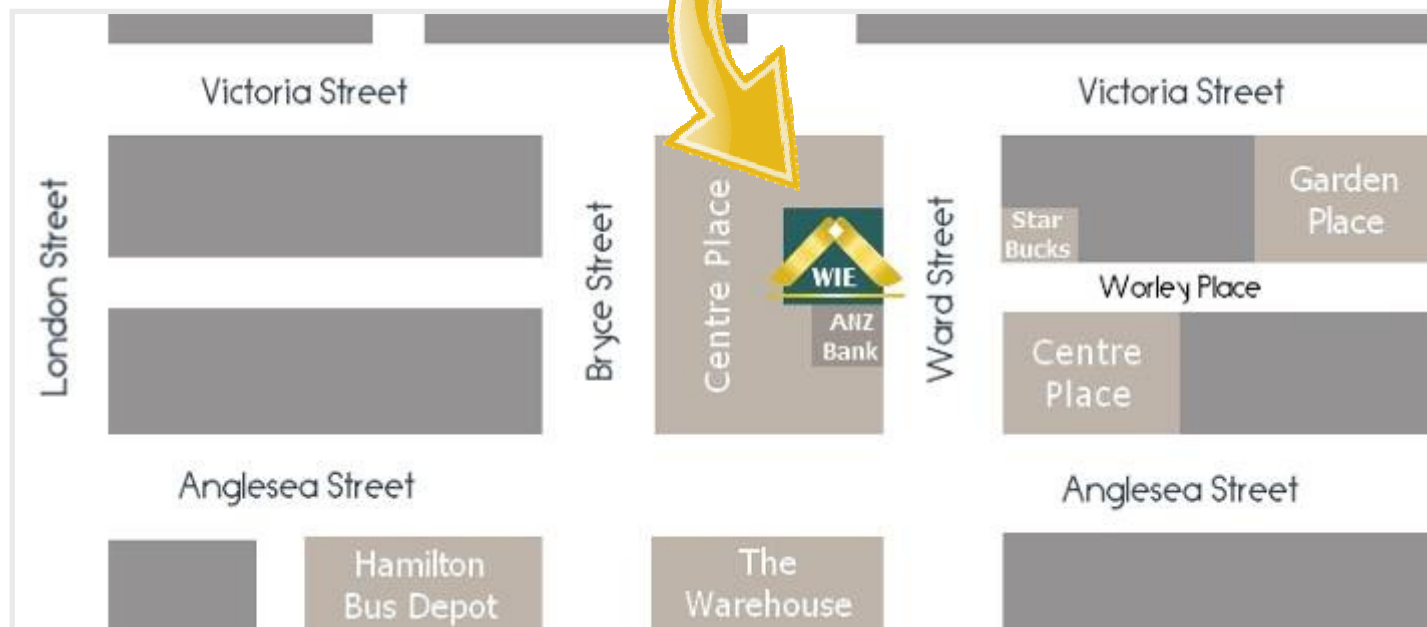 Victoria Street
Victoria Street
London Street
Bryce Street
Centre Place
WIE
ANZ
Bank
Ward Street
Star
Bucks
Garden
Place
Worley Place
Centre
Place
Anglesea Street
Anglesea Street
Hamilton
Bus Depot
The
Warehouse